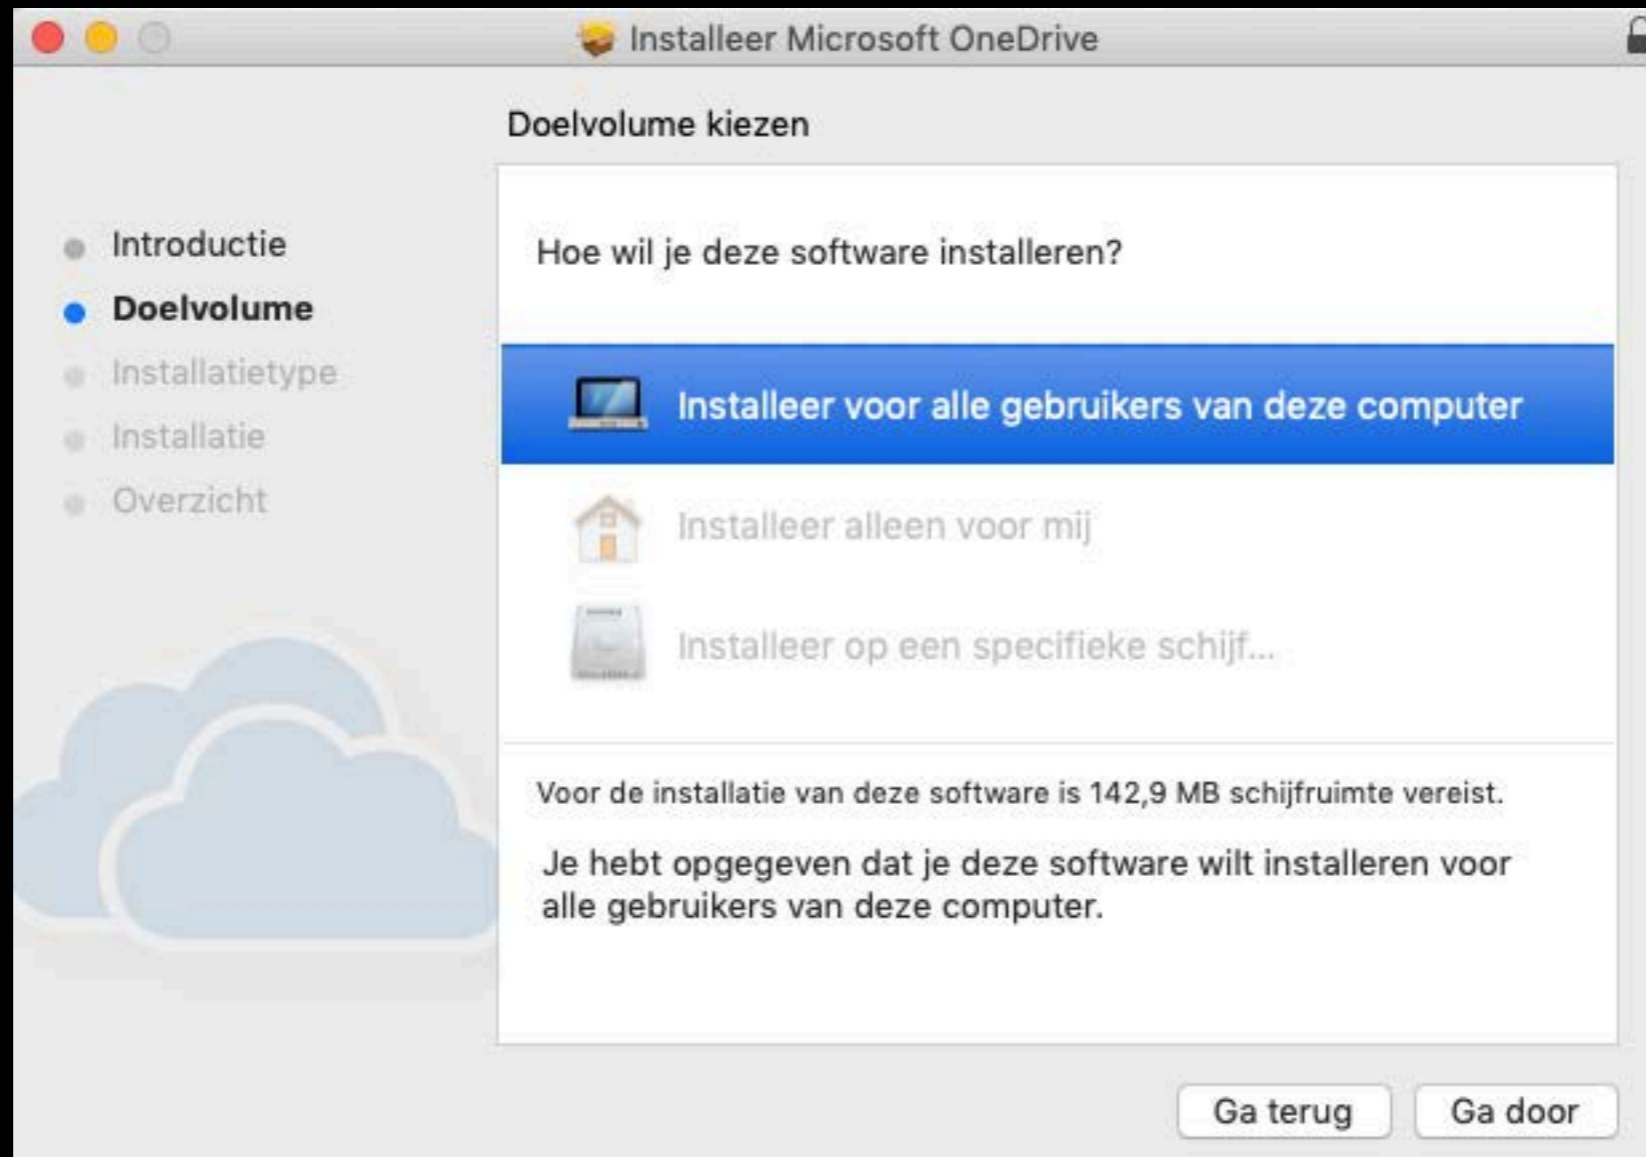 Installeer Microsoft OneDrive
Doelvolume kiezen
Introductie
Doelvolume
Installatietype
Installatie
Overzicht
Hoe wil je deze software installeren?
Installeer voor alle gebruikers van deze computer
Installeer alleen voor mij
Installeer op een specifieke schijf...
Voor de installatie van deze software is 142,9 MB schijfruimte vereist.
Je hebt opgegeven dat je deze software wilt installeren voor
alle gebruikers van deze computer.
Ga terug
Ga door